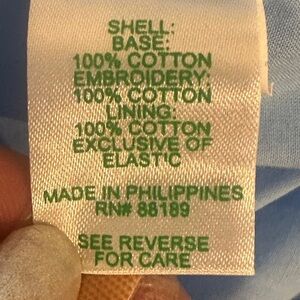 SHELL:
BASE:
100% COTTON
EMBROIDERY:
100% COTTON
LINING:
100% COTTON
EXCLUSIVE OF
ELASTIC
MADE IN PHILIPPINES
RN# 88189
SEE REVERSE
FOR CARE